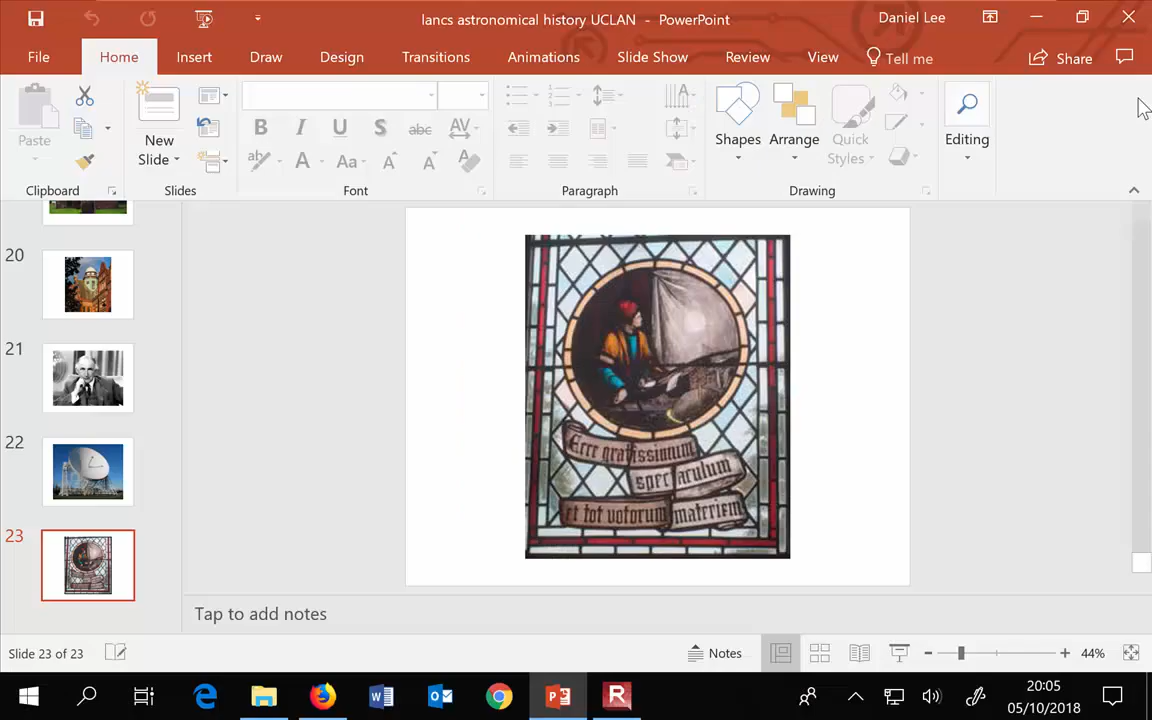 lancs astronomical history UCLAN - PowerPoint
Daniel Lee
File Home Insert Draw Design Transitions Animations Slide Show Review View Tell me Share
Paste
New Slide
B I U S abc AV
A Aa A A
Shapes Arrange Quick Styles
Editing
Clipboard Slides Font Paragraph Drawing
20
21
22
23
Ecce gratissimum
spectaculum
et tot votorum materiem
Tap to add notes
Slide 23 of 23 Notes 44%
20:05
05/10/2018